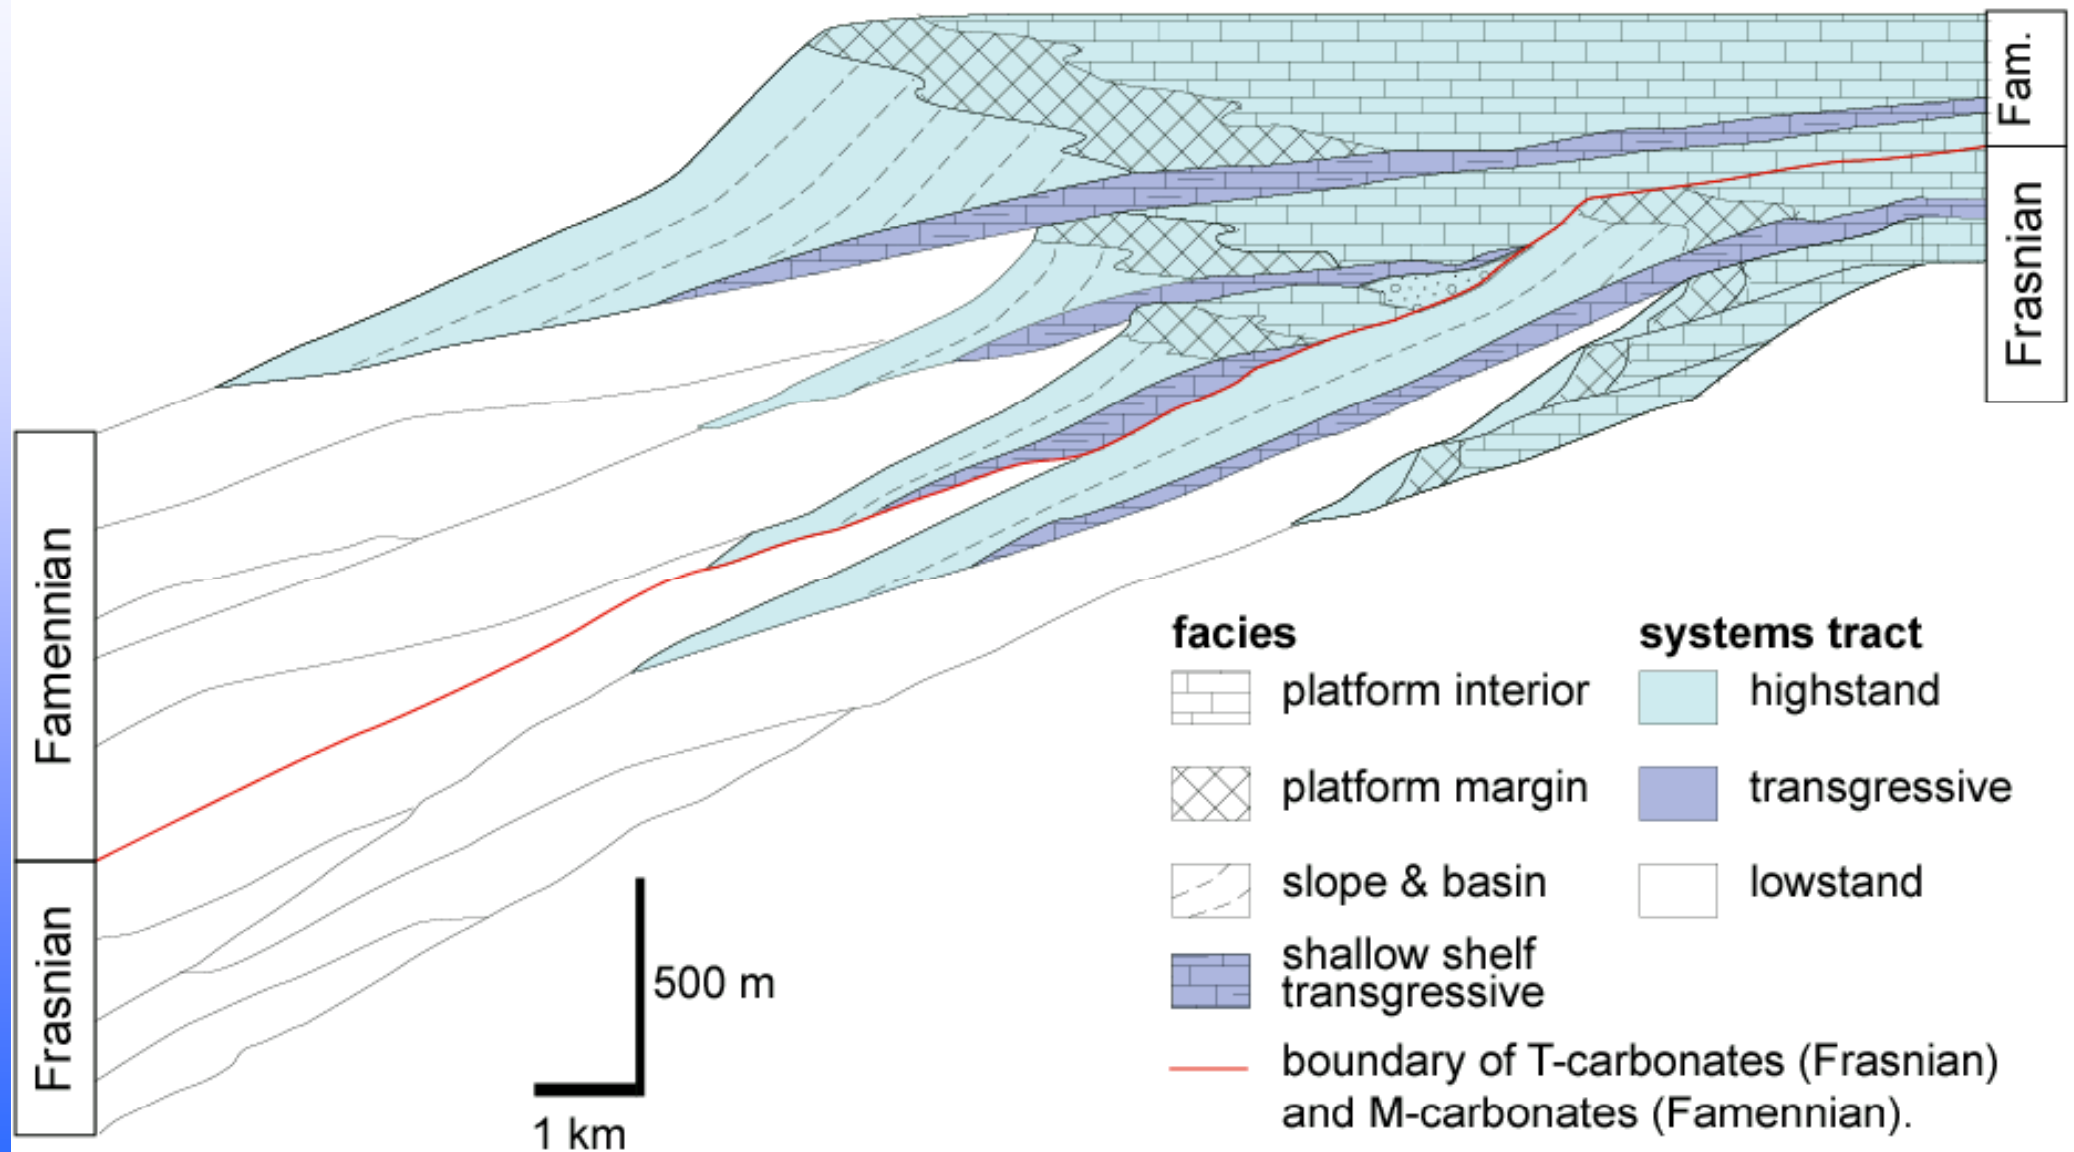 Fam.
Frasnian
Famennian
Frasnian
500 m
1 km
facies
platform interior
platform margin
slope & basin
shallow shelf
transgressive
boundary of T-carbonates (Frasnian)
and M-carbonates (Famennian).
systems tract
highstand
transgressive
lowstand